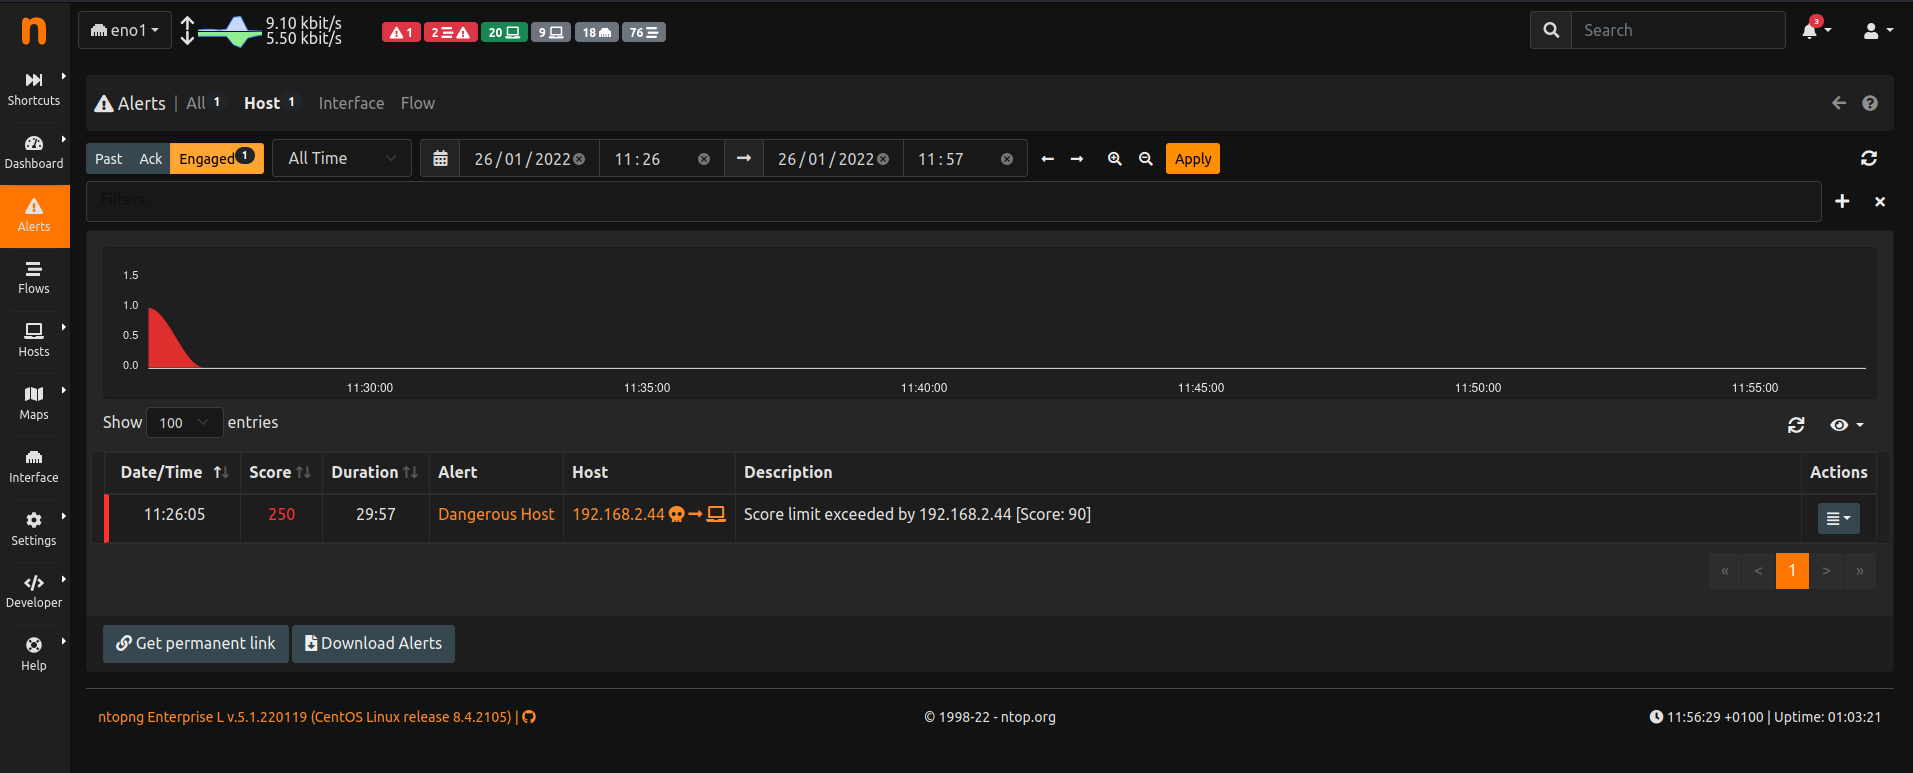 n eno1 9.10 kbit/s
5.50 kbit/s
1 2 20 9 18 76
Search
3
Shortcuts
Dashboard
Alerts
Flows
Hosts
Maps
Interface
Settings
Developer
Help
Alerts | All 1 Host 1 Interface Flow
Past Ack Engaged 1 All Time 26/01/2022 11:26 26/01/2022 11:57 Apply
Filters
1.5
1.0
0.5
0.0
11:30:00 11:35:00 11:40:00 11:45:00 11:50:00 11:55:00
Show 100 entries
Date/Time Score Duration Alert Host Description Actions
11:26:05 250 29:57 Dangerous Host 192.168.2.44 Score limit exceeded by 192.168.2.44 [Score: 90]
« < 1 > »
Get permanent link Download Alerts
ntopng Enterprise L v.5.1.220119 (CentOS Linux release 8.4.2105) | © 1998-22 - ntop.org 11:56:29 +0100 | Uptime: 01:03:21